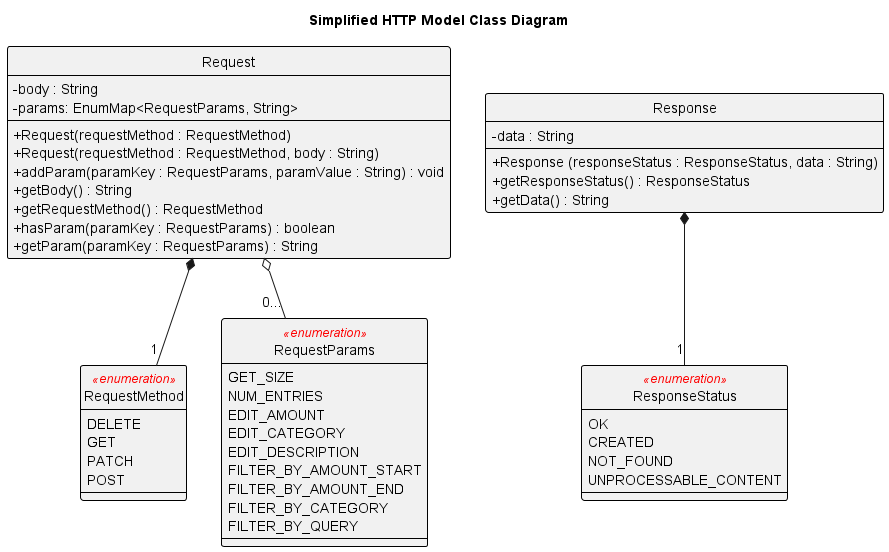 Simplified HTTP Model Class Diagram
Request
-body : String
-params: EnumMap<RequestParams, String>
+Request(requestMethod : RequestMethod)
+Request(requestMethod : RequestMethod, body : String)
+addParam(paramKey : RequestParams, paramValue : String) : void
+getBody() : String
+getRequestMethod() : RequestMethod
+hasParam(paramKey : RequestParams) : boolean
+getParam(paramKey : RequestParams) : String
Response
-data : String
+Response (responseStatus : ResponseStatus, data : String)
+getResponseStatus() : ResponseStatus
+getData() : String
1
0...
1
«enumeration»
RequestMethod
DELETE
GET
PATCH
POST
«enumeration»
RequestParams
GET_SIZE
NUM_ENTRIES
EDIT_AMOUNT
EDIT_CATEGORY
EDIT_DESCRIPTION
FILTER_BY_AMOUNT_START
FILTER_BY_AMOUNT_END
FILTER_BY_CATEGORY
FILTER_BY_QUERY
«enumeration»
ResponseStatus
OK
CREATED
NOT_FOUND
UNPROCESSABLE_CONTENT